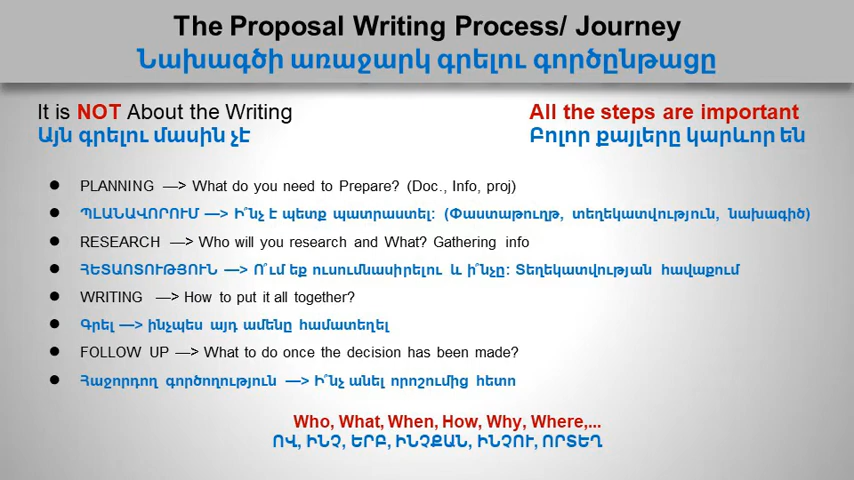 The Proposal Writing Process/ Journey
Նախագծի առաջարկ գրելու գործընթացը
It is NOT About the Writing
Այն գրելու մասին չէ
All the steps are important
Բոլոր քայլերը կարևոր են
● PLANNING —> What do you need to Prepare? (Doc., Info, proj)
● ՊԼԱՆԱՎՈՐՈՒՄ —> Ի՞նչ է պետք պատրաստել: (Փաստաթուղթ, տեղեկատվություն, նախագիծ)
● RESEARCH —> Who will you research and What? Gathering info
● ՀԵՏԱԶՈՏՈՒԹՅՈՒՆ —> Ո՞ւմ եք ուսումնասիրելու և ի՞նչը: Տեղեկատվության հավաքում
● WRITING —> How to put it all together?
● Գրել —> ինչպես այդ ամենը համատեղել
● FOLLOW UP —> What to do once the decision has been made?
● Հաջորդող գործողություն —> Ի՞նչ անել որոշումից հետո
Who, What, When, How, Why, Where,...
ՈՎ, ԻՆՉ, ԵՐԲ, ԻՆՉՔԱՆ, ԻՆՉՈՒ, ՈՐՏԵՂ